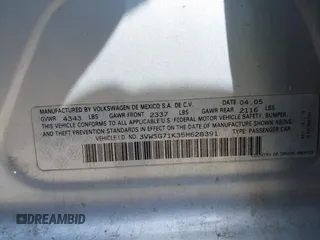 MANUFACTURED BY VOLKSWAGEN DE MEXICO S.A. DE C.V. DATE 04.05
GVWR 4343 LBS GAWR FRONT 2337 LBS GAWR REAR 2116 LBS
THIS VEHICLE CONFORMS TO ALL APPLICABLE U.S. FEDERAL MOTOR VEHICLE SAFETY, BUMPER,
AND THEFT PREVENTION STANDARDS IN EFFECT ON THE DATE OF MANUFACTURE SHOWN ABOVE.
VEHICLE I.D. NO.: 3VWSG71K35M628391 TYPE: PASSENGER CAR
DREAMBID